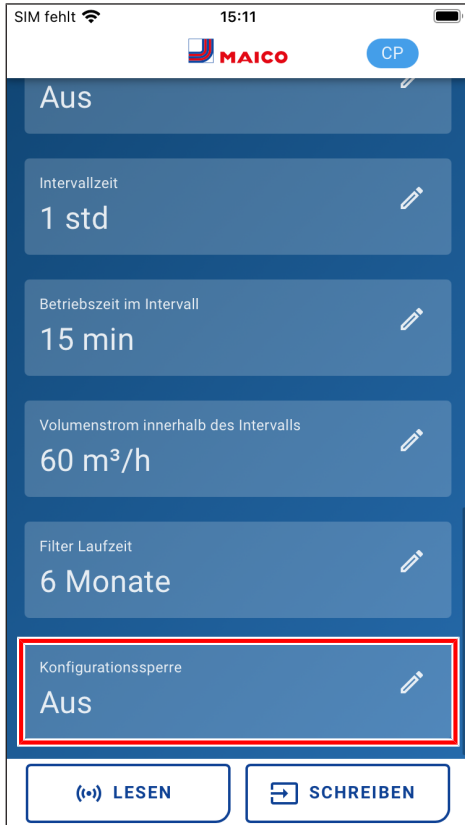 SIM fehlt 15:11
MAICO CP
Aus
Intervallzeit
1 std
Betriebszeit im Intervall
15 min
Volumenstrom innerhalb des Intervalls
60 m³/h
Filter Laufzeit
6 Monate
Konfigurationssperre
Aus
LESEN SCHREIBEN